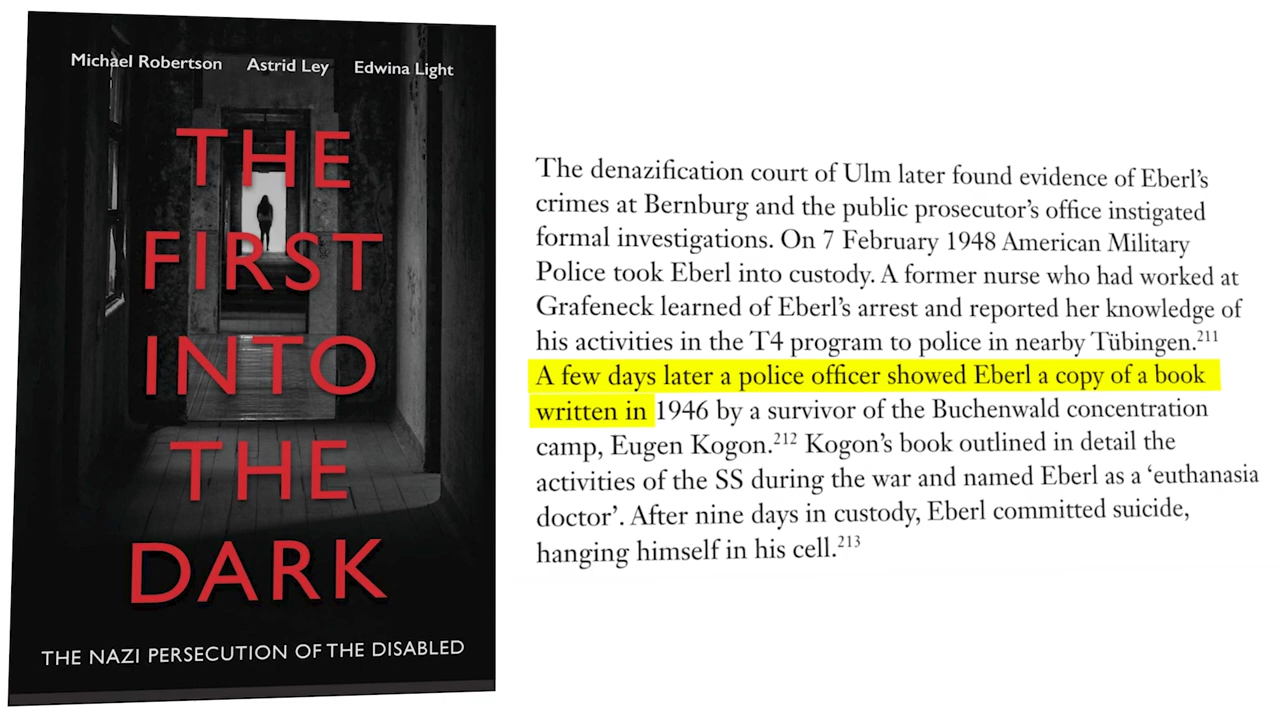 Michael Robertson Astrid Ley Edwina Light
THE
FIRST
INTO
THE
DARK
THE NAZI PERSECUTION OF THE DISABLED
The denazification court of Ulm later found evidence of Eberl’s
crimes at Bernburg and the public prosecutor’s office instigated
formal investigations. On 7 February 1948 American Military
Police took Eberl into custody. A former nurse who had worked at
Grafeneck learned of Eberl’s arrest and reported her knowledge of
his activities in the T4 program to police in nearby Tübingen.²¹¹
A few days later a police officer showed Eberl a copy of a book
written in 1946 by a survivor of the Buchenwald concentration
camp, Eugen Kogon.²¹² Kogon’s book outlined in detail the
activities of the SS during the war and named Eberl as a ‘euthanasia
doctor’. After nine days in custody, Eberl committed suicide,
hanging himself in his cell.²¹³